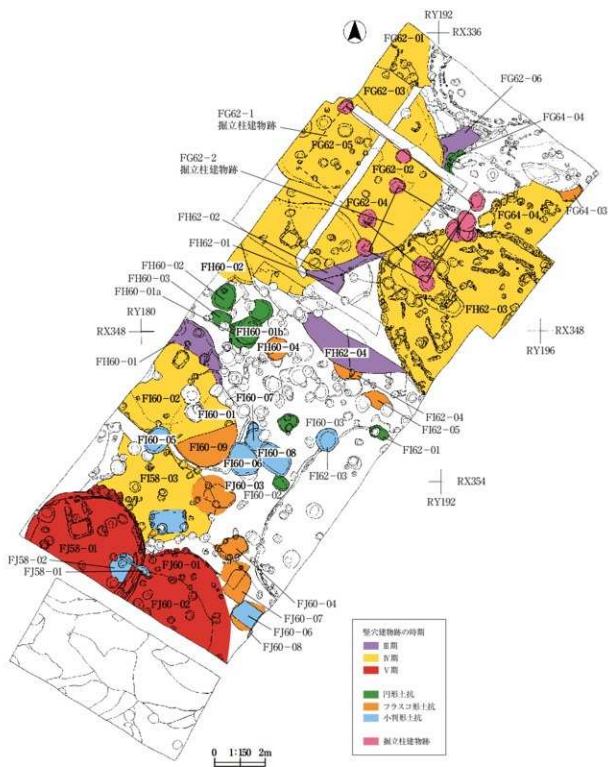 RY192
RX336
FG62-01
FG62-03
FG62-06
FG62-1
掘立柱建物跡
FG62-05
FG64-04
FG62-02
FG62-2
掘立柱建物跡
FG62-04
FG64-04
FG64-03
FH62-02
FH62-01
FH60-02
FH60-02
FH60-03
FH60-01a
FH62-03
RY180
RX348
FH60-01b
FH60-04
RX348
RY196
FH60-01
FH62-04
FI60-07
FI60-02
FI60-01
FI62-04
FI62-05
FI60-03
FI60-05
FI60-09
FI60-08
FI62-01
FI60-06
FI62-03
FI58-03
FJ60-03
FI60-02
RX354
RY192
FJ58-01
FJ58-02
FJ58-01
FJ60-01
FJ60-02
FJ60-04
FJ60-07
FJ60-06
FJ60-08
竪穴建物跡の時期
Ⅲ期
Ⅳ期
Ⅴ期
円形土坑
フラスコ形土坑
小判形土坑
掘立柱建物跡
0 1:150 2m